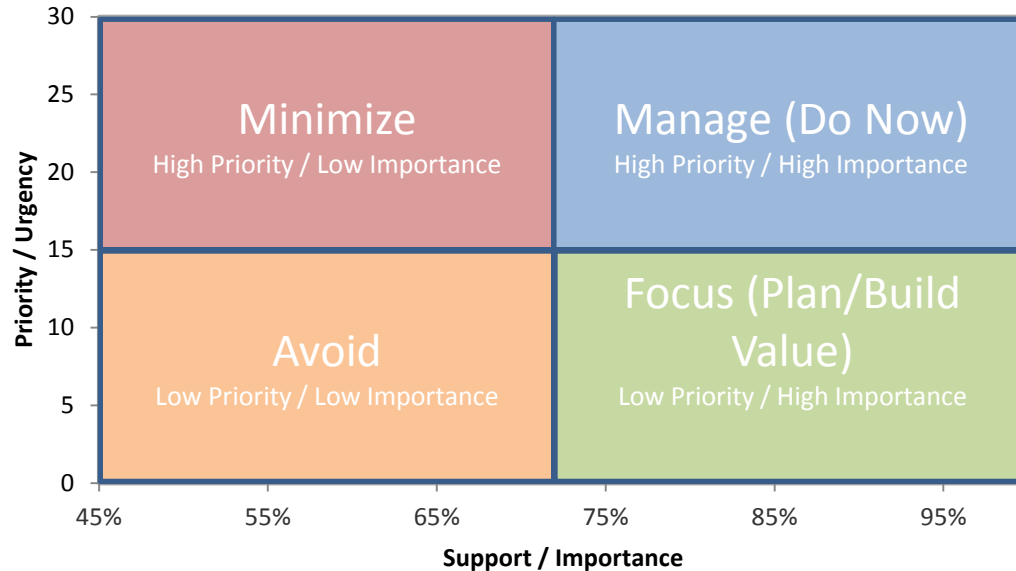 30
25
20
15
10
5
0
Priority / Urgency
Minimize
High Priority / Low Importance
Manage (Do Now)
High Priority / High Importance
Avoid
Low Priority / Low Importance
Focus (Plan/Build
Value)
Low Priority / High Importance
45% 55% 65% 75% 85% 95%
Support / Importance